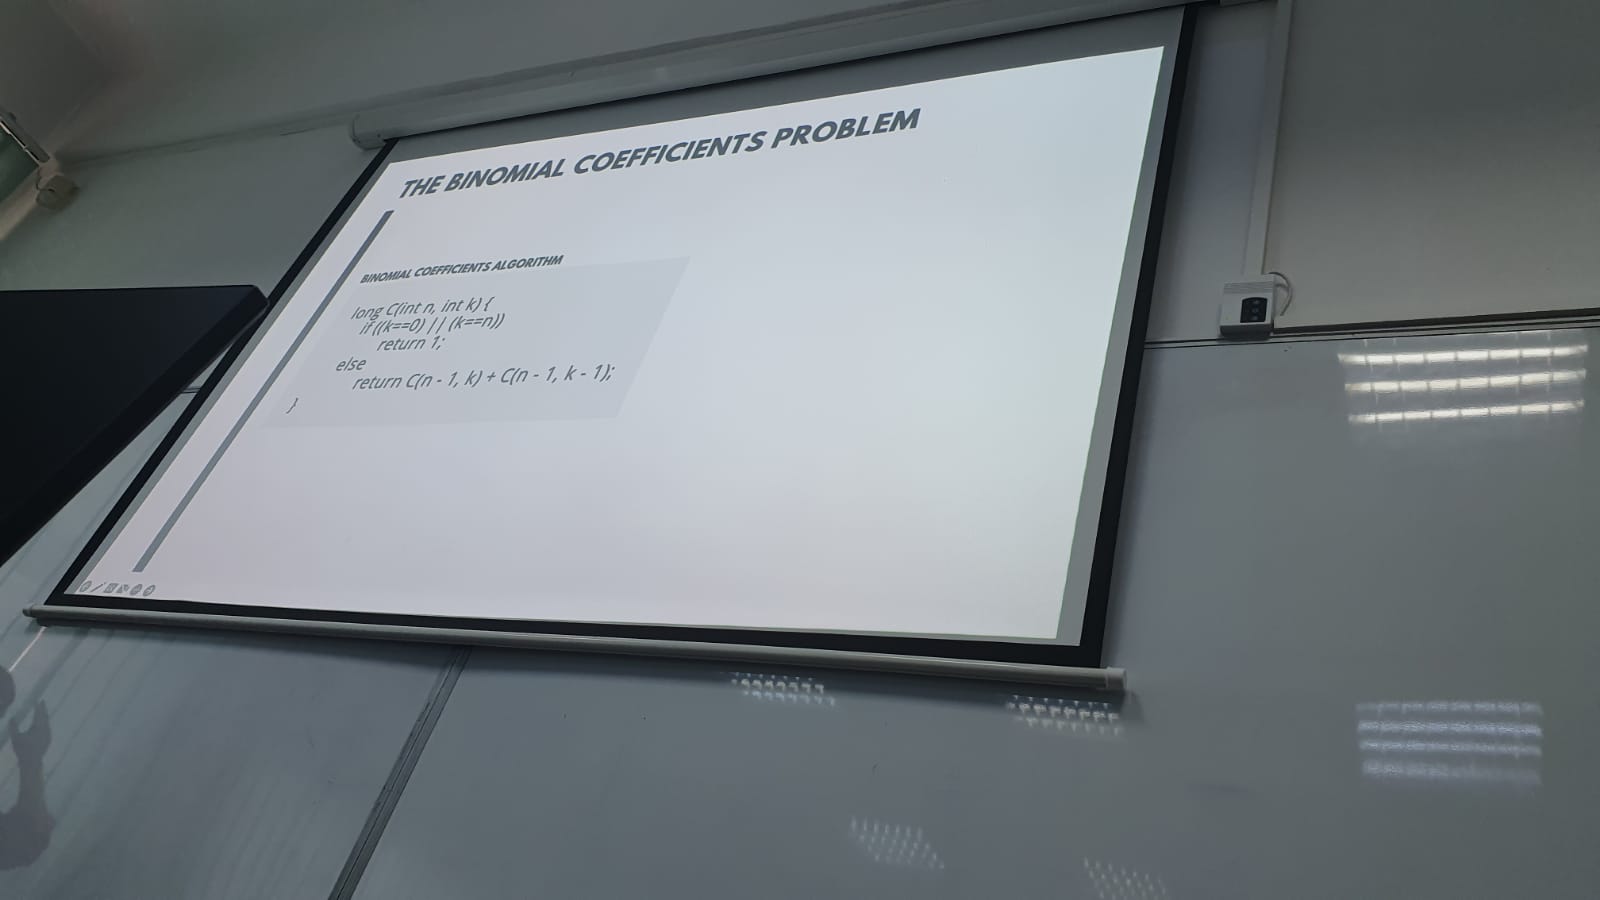 THE BINOMIAL COEFFICIENTS PROBLEM
BINOMIAL COEFFICIENTS ALGORITHM
long C(int n, int k) {
if ((k==0) || (k==n))
return 1;
else
return C(n - 1, k) + C(n - 1, k - 1);
}